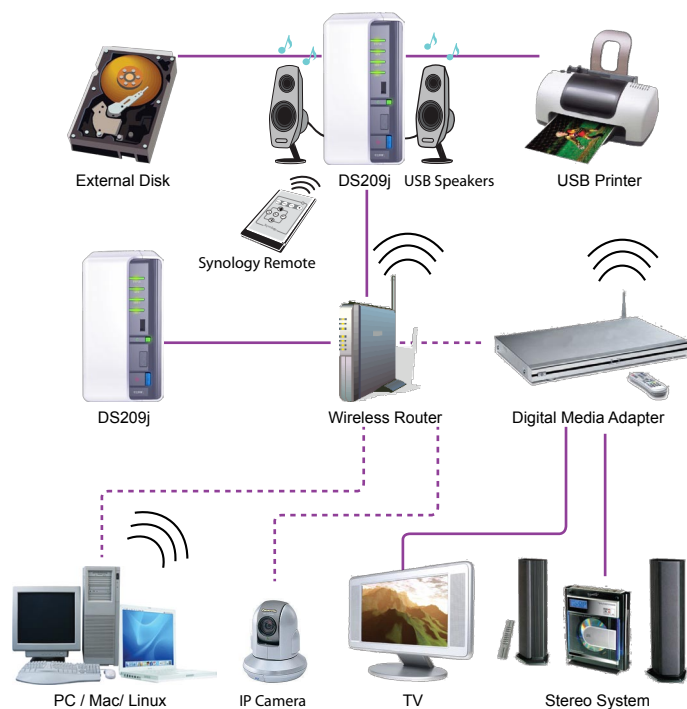 External Disk
DS209j
USB Speakers
USB Printer
Synology Remote
DS209j
Wireless Router
Digital Media Adapter
PC / Mac/ Linux
IP Camera
TV
Stereo System